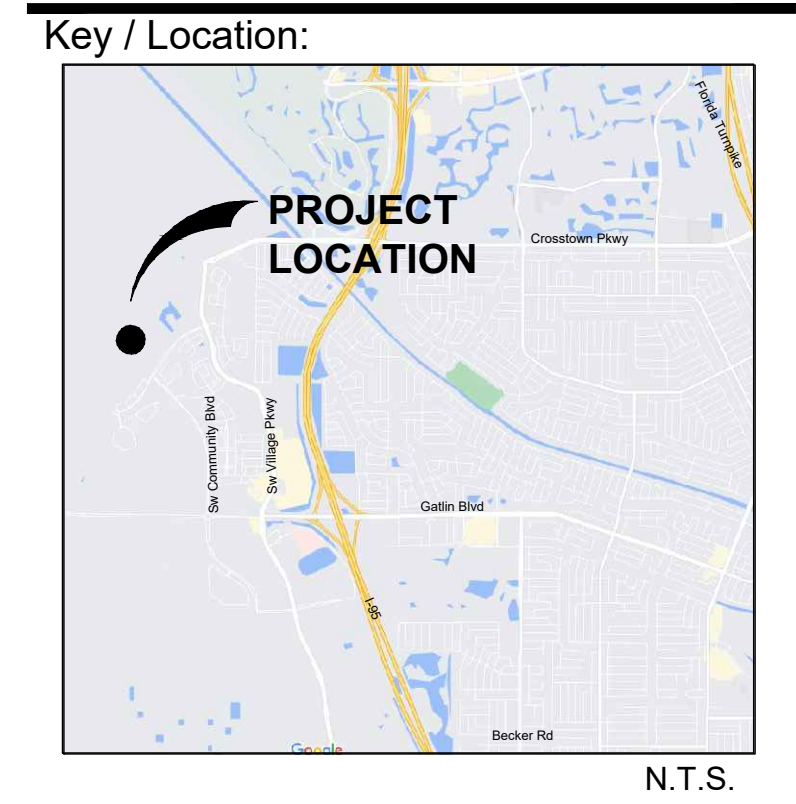 Key / Location:
Florida Turnpike
PROJECT
LOCATION
Crosstown Pkwy
Sw Community Blvd
Sw Village Pkwy
Gatlin Blvd
I-95
Becker Rd
Google
N.T.S.